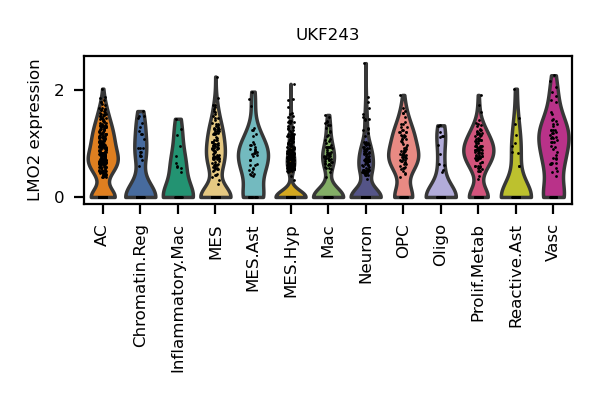 UKF243
LMO2 expression
2
0
AC
Chromatin.Reg
Inflammatory.Mac
MES
MES.Ast
MES.Hyp
Mac
Neuron
OPC
Oligo
Prolif.Metab
Reactive.Ast
Vasc